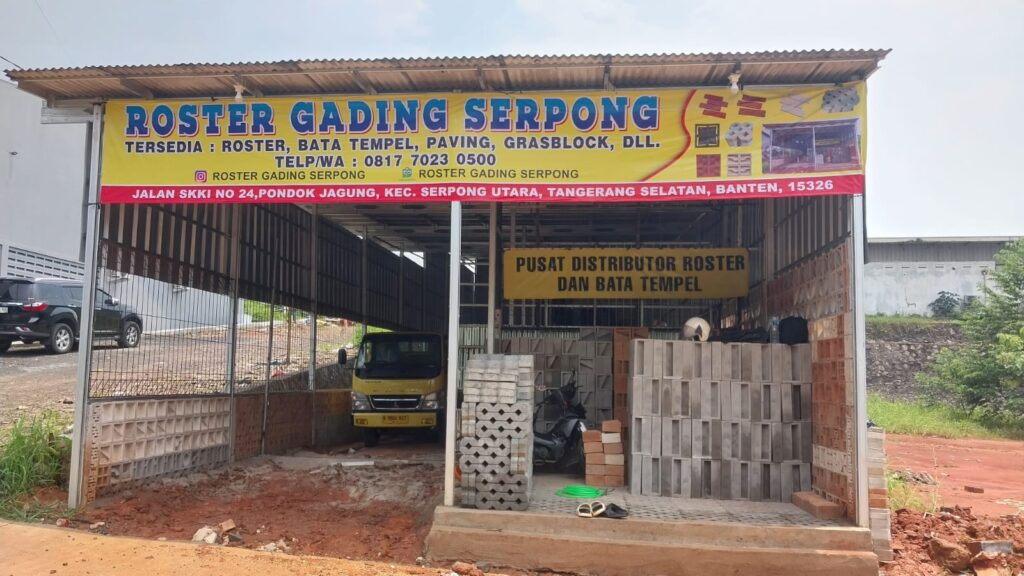 ROSTER GADING SERPONG
TERSEDIA : ROSTER, BATA TEMPEL, PAVING, GRASBLOCK, DLL.
TELP/WA : 0817 7023 0500
ROSTER GADING SERPONG
ROSTER GADING SERPONG
JALAN SKKI NO 24,PONDOK JAGUNG, KEC. SERPONG UTARA, TANGERANG SELATAN, BANTEN, 15326
PUSAT DISTRIBUTOR ROSTER
DAN BATA TEMPEL